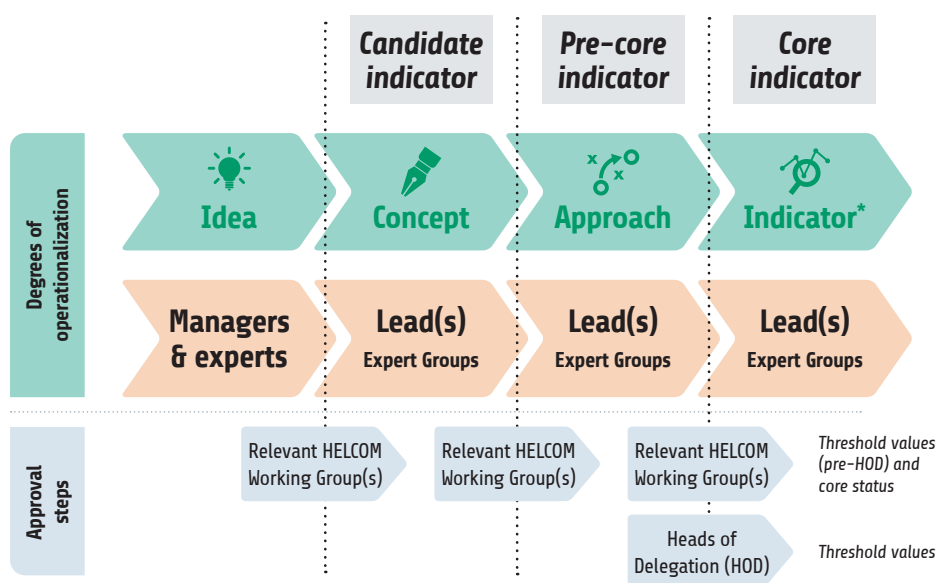 Candidate
indicator
Pre-core
indicator
Core
indicator
Degrees of
operationalization
Idea
Concept
Approach
Indicator*
Managers
& experts
Lead(s)
Expert Groups
Lead(s)
Expert Groups
Lead(s)
Expert Groups
Approval
steps
Relevant HELCOM
Working Group(s)
Relevant HELCOM
Working Group(s)
Relevant HELCOM
Working Group(s)
Threshold values
(pre-HOD) and
core status
Heads of
Delegation (HOD)
Threshold values